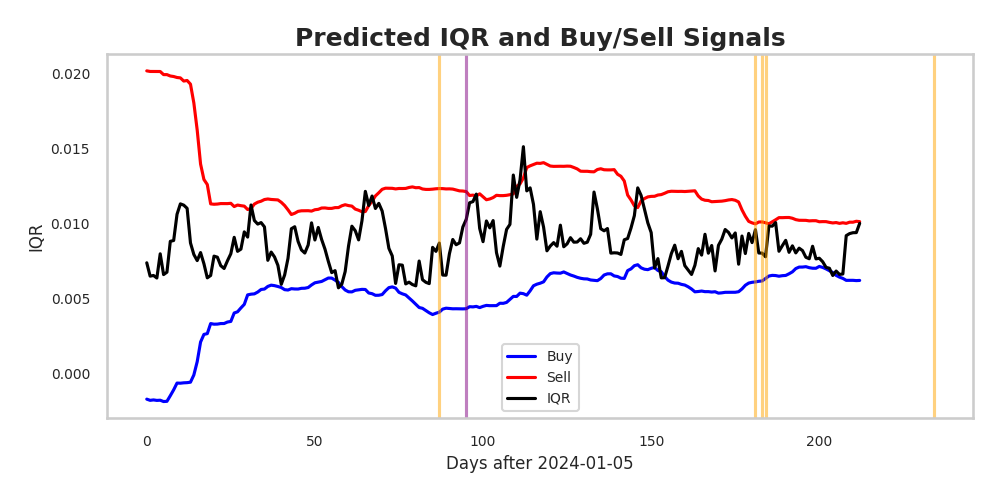 Predicted IQR and Buy/Sell Signals
0.020
0.015
0.010
0.005
0.000
IQR
Buy
Sell
IQR
0 50 100 150 200
Days after 2024-01-05